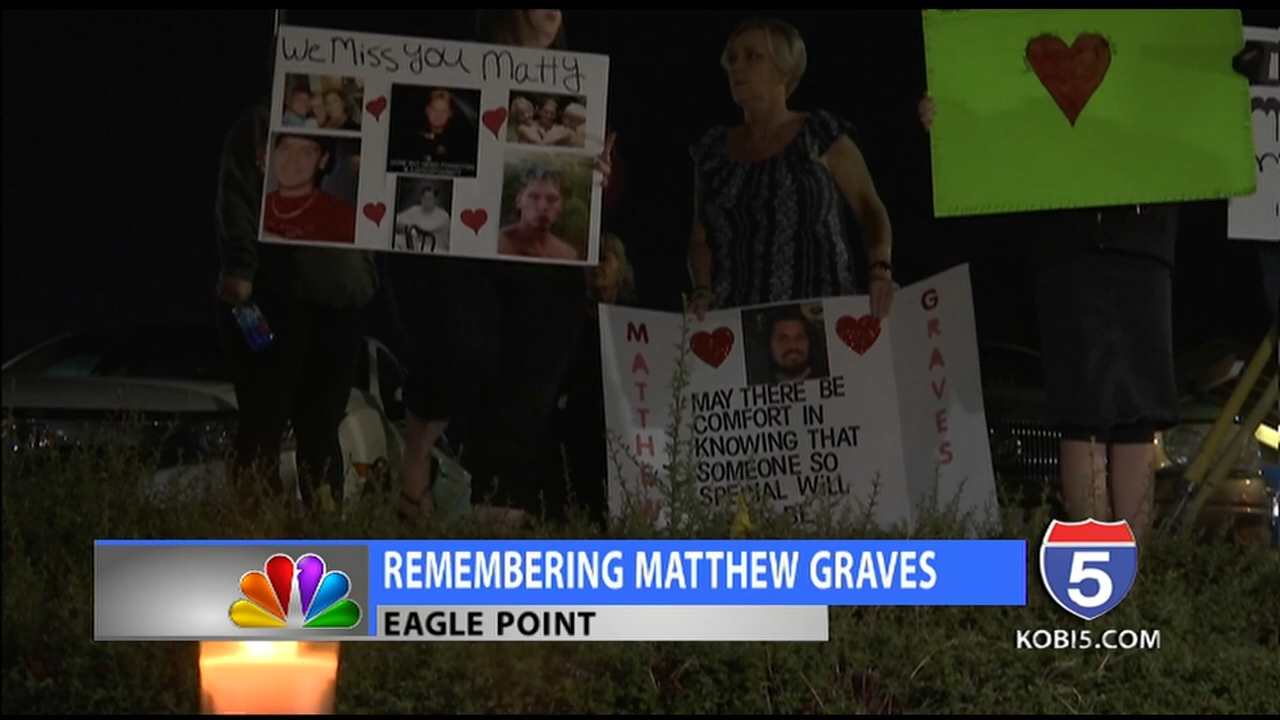 We Miss you Matty
MATTHEW
GRAVES
MAY THERE BE
COMFORT IN
KNOWING THAT
SOMEONE SO
SPECIAL WILL
BE
REMEMBERING MATTHEW GRAVES
EAGLE POINT
5
KOBI5.COM